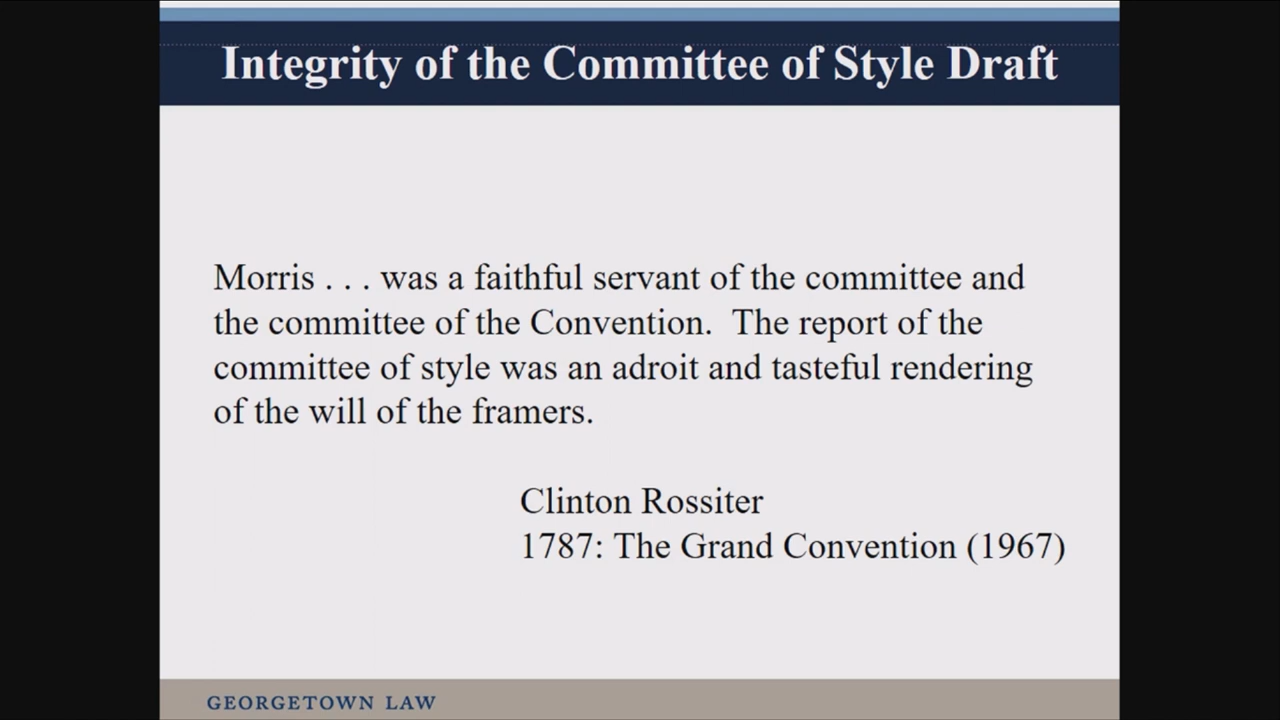 Integrity of the Committee of Style Draft
Morris . . . was a faithful servant of the committee and
the committee of the Convention.  The report of the
committee of style was an adroit and tasteful rendering
of the will of the framers.
Clinton Rossiter
1787: The Grand Convention (1967)
GEORGETOWN LAW